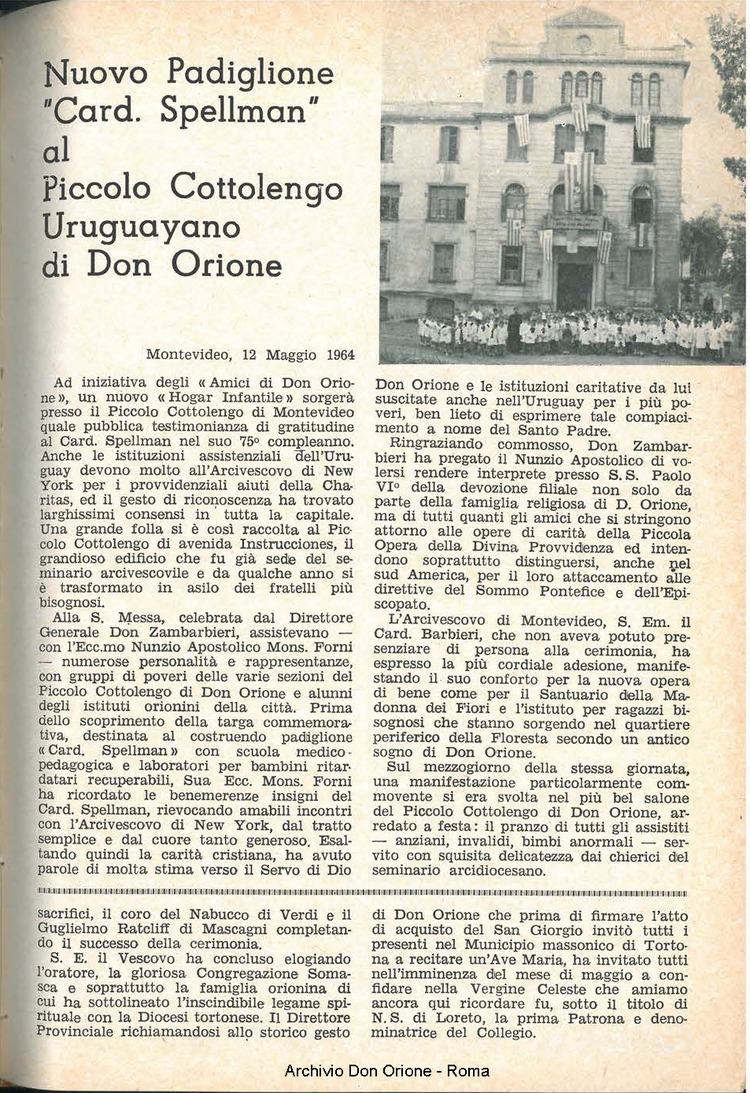 Nuovo Padiglione
"Card. Spellman"
al
Piccolo Cottolengo
Uruguayano
di Don Orione
Montevideo, 12 Maggio 1964
Ad iniziativa degli « Amici di Don Orio-
ne », un nuovo « Hogar Infantile » sorgerà
presso il Piccolo Cottolengo di Montevideo
quale pubblica testimonianza di gratitudine
al Card. Spellman nel suo 75º compleanno.
Anche le istituzioni assistenziali dell'Uru-
guay devono molto all'Arcivescovo di New
York per i provvidenziali aiuti della Cha-
ritas, ed il gesto di riconoscenza ha trovato
larghissimi consensi in tutta la capitale.
Una grande folla si è così raccolta al Pic-
colo Cottolengo di avenida Instrucciones, il
grandioso edificio che fu già sede del se-
minario arcivescovile e da qualche anno si
è trasformato in asilo dei fratelli più
bisognosi.
Alla S. Messa, celebrata dal Direttore
Generale Don Zambarbieri, assistevano —
con l'Ecc.mo Nunzio Apostolico Mons. Forni
— numerose personalità e rappresentanze,
con gruppi di poveri delle varie sezioni del
Piccolo Cottolengo di Don Orione e alunni
degli istituti orionini della città. Prima
dello scoprimento della targa commemora-
tiva, destinata al costruendo padiglione
« Card. Spellman » con scuola medico-
pedagogica e laboratori per bambini ritar-
datari recuperabili, Sua Ecc. Mons. Forni
ha ricordato le benemerenze insigni del
Card. Spellman, rievocando amabili incontri
con l'Arcivescovo di New York, dal tratto
semplice e dal cuore tanto generoso. Esal-
tando quindi la carità cristiana, ha avuto
parole di molta stima verso il Servo di Dio
Don Orione e le istituzioni caritative da lui
suscitate anche nell'Uruguay per i più po-
veri, ben lieto di esprimere tale compiaci-
mento a nome del Santo Padre.
Ringraziando commosso, Don Zambar-
bieri ha pregato il Nunzio Apostolico di vo-
lersi rendere interprete presso S. S. Paolo
VIº della devozione filiale non solo da
parte della famiglia religiosa di D. Orione,
ma di tutti quanti gli amici che si stringono
attorno alle opere di carità della Piccola
Opera della Divina Provvidenza ed inten-
dono soprattutto distinguersi, anche nel
sud America, per il loro attaccamento alle
direttive del Sommo Pontefice e dell'Epi-
scopato.
L'Arcivescovo di Montevideo, S. Em. il
Card. Barbieri, che non aveva potuto pre-
senziare di persona alla cerimonia, ha
espresso la più cordiale adesione, manife-
stando il suo conforto per la nuova opera
di bene come per il Santuario della Ma-
donna dei Fiori e l'istituto per ragazzi bi-
sognosi che stanno sorgendo nel quartiere
periferico della Floresta secondo un antico
sogno di Don Orione.
Sul mezzogiorno della stessa giornata,
una manifestazione particolarmente com-
movente si era svolta nel più bel salone
del Piccolo Cottolengo di Don Orione, ar-
redato a festa: il pranzo di tutti gli assistiti
— anziani, invalidi, bimbi anormali — ser-
vito con squisita delicatezza dai chierici del
seminario arcidiocesano.
sacrifici, il coro del Nabucco di Verdi e il
Guglielmo Ratcliff di Mascagni completan-
do il successo della cerimonia.
S. E. il Vescovo ha concluso elogiando
l'oratore, la gloriosa Congregazione Soma-
sca e soprattutto la famiglia orionina di
cui ha sottolineato l'inscindibile legame spi-
rituale con la Diocesi tortonese. Il Direttore
Provinciale richiamandosi allo storico gesto
di Don Orione che prima di firmare l'atto
di acquisto del San Giorgio invitò tutti i
presenti nel Municipio massonico di Torto-
na a recitare un'Ave Maria, ha invitato tutti
nell'imminenza del mese di maggio a con-
fidare nella Vergine Celeste che amiamo
ancora qui ricordare fu, sotto il titolo di
N. S. di Loreto, la prima Patrona e deno-
minatrice del Collegio.
Archivio Don Orione - Roma